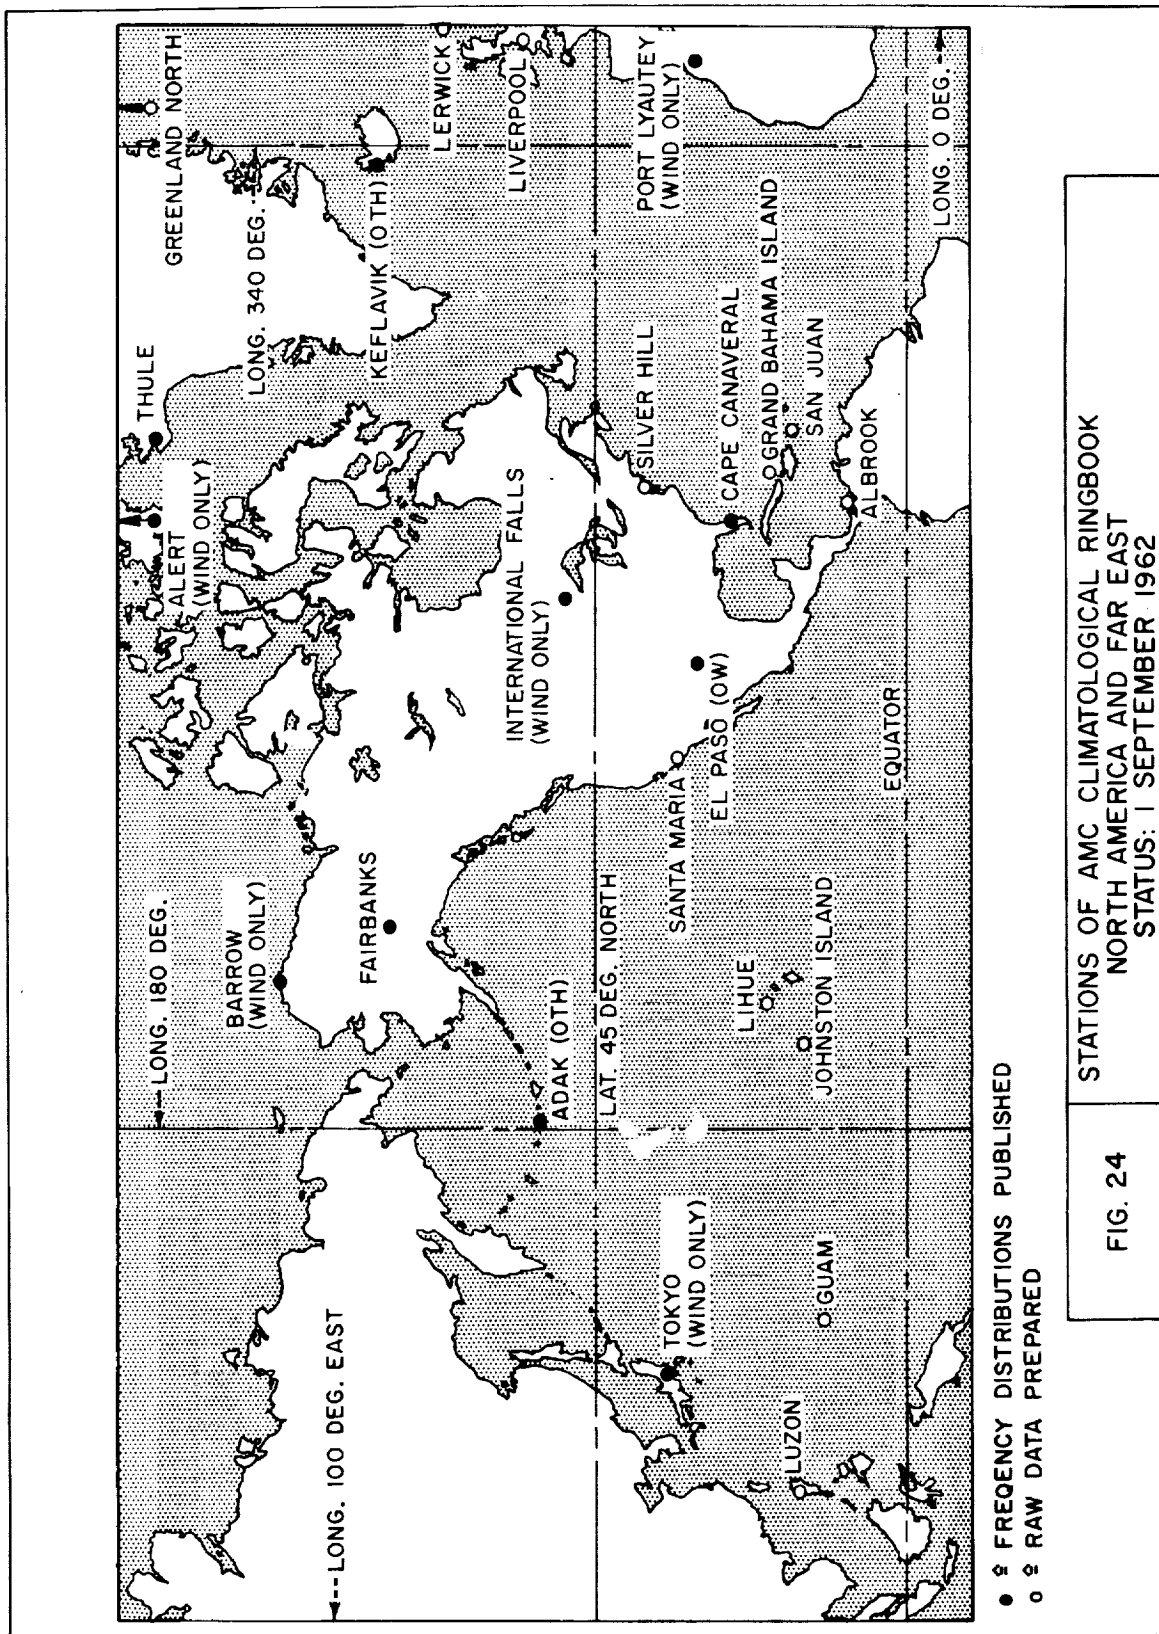 GREENLAND NORTH
THULE
ALERT
(WIND ONLY)
LONG. 340 DEG.
LONG. 180 DEG.
BARROW
(WIND ONLY)
FAIRBANKS
LONG. 100 DEG. EAST
KEFLAVIK (OTH)
LERWICK
LIVERPOOL
INTERNATIONAL FALLS
(WIND ONLY)
ADAK (OTH)
LAT. 45 DEG. NORTH
PORT LYAUTEY
(WIND ONLY)
SILVER HILL
SANTA MARIA
EL PASO (OW)
CAPE CANAVERAL
GRAND BAHAMA ISLAND
SAN JUAN
ALBROOK
TOKYO
(WIND ONLY)
LIHUE
JOHNSTON ISLAND
GUAM
LUZON
EQUATOR
LONG. 0 DEG.
● ≙ FREQENCY DISTRIBUTIONS PUBLISHED
○ ≙ RAW DATA PREPARED
FIG. 24
STATIONS OF AMC CLIMATOLOGICAL RINGBOOK
NORTH AMERICA AND FAR EAST
STATUS: 1 SEPTEMBER 1962